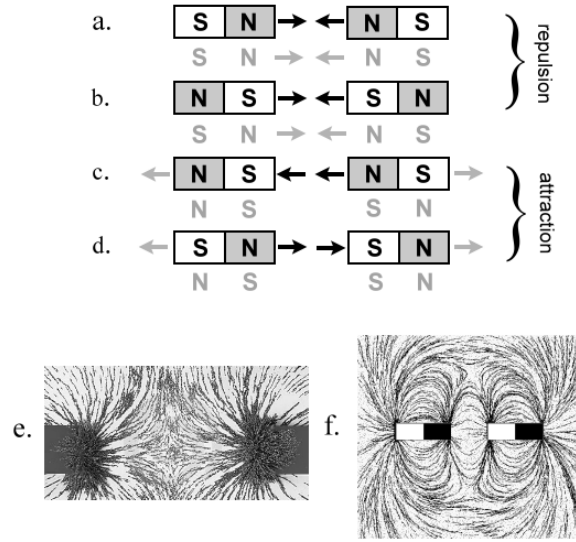 a. S N N S
S N N S
repulsion
b. N S S N
S N N S
c. N S N S
N S S N
attraction
d. S N S N
N S S N
e.
f.